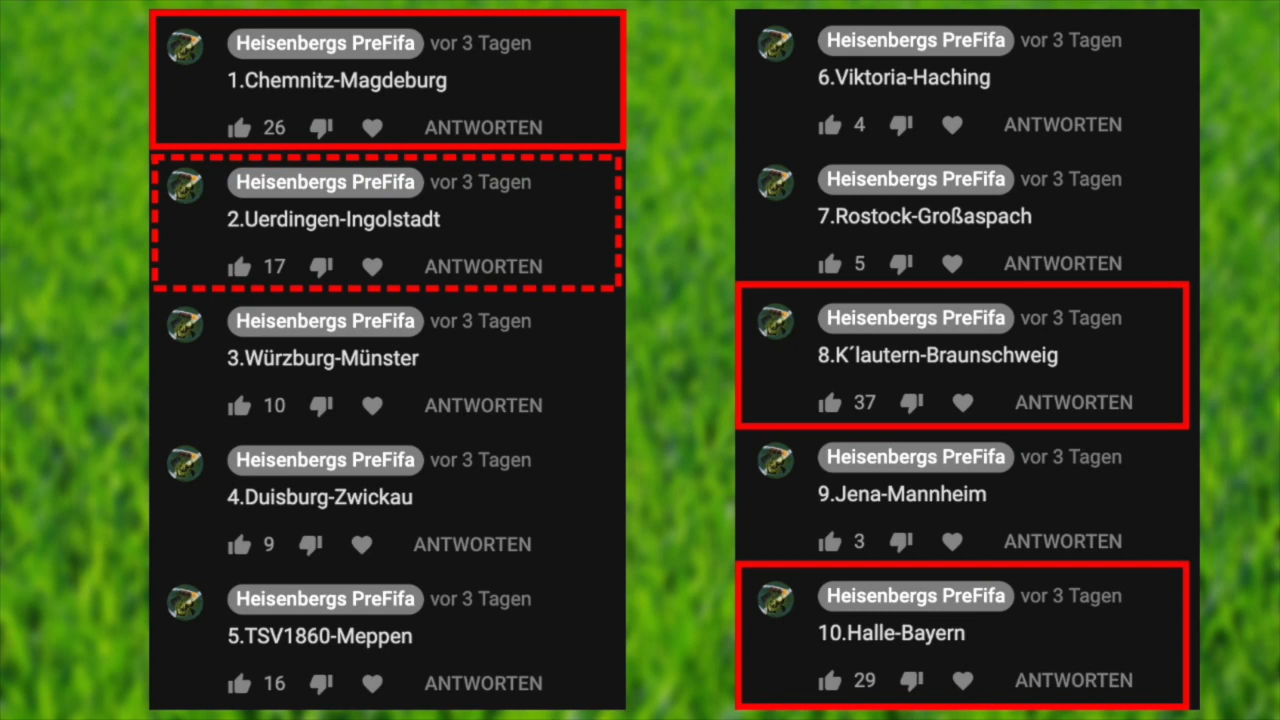 Heisenbergs PreFifa vor 3 Tagen
1.Chemnitz-Magdeburg
26 ANTWORTEN
Heisenbergs PreFifa vor 3 Tagen
2.Uerdingen-Ingolstadt
17 ANTWORTEN
Heisenbergs PreFifa vor 3 Tagen
3.Würzburg-Münster
10 ANTWORTEN
Heisenbergs PreFifa vor 3 Tagen
4.Duisburg-Zwickau
9 ANTWORTEN
Heisenbergs PreFifa vor 3 Tagen
5.TSV1860-Meppen
16 ANTWORTEN
Heisenbergs PreFifa vor 3 Tagen
6.Viktoria-Haching
4 ANTWORTEN
Heisenbergs PreFifa vor 3 Tagen
7.Rostock-Großaspach
5 ANTWORTEN
Heisenbergs PreFifa vor 3 Tagen
8.K´lautern-Braunschweig
37 ANTWORTEN
Heisenbergs PreFifa vor 3 Tagen
9.Jena-Mannheim
3 ANTWORTEN
Heisenbergs PreFifa vor 3 Tagen
10.Halle-Bayern
29 ANTWORTEN